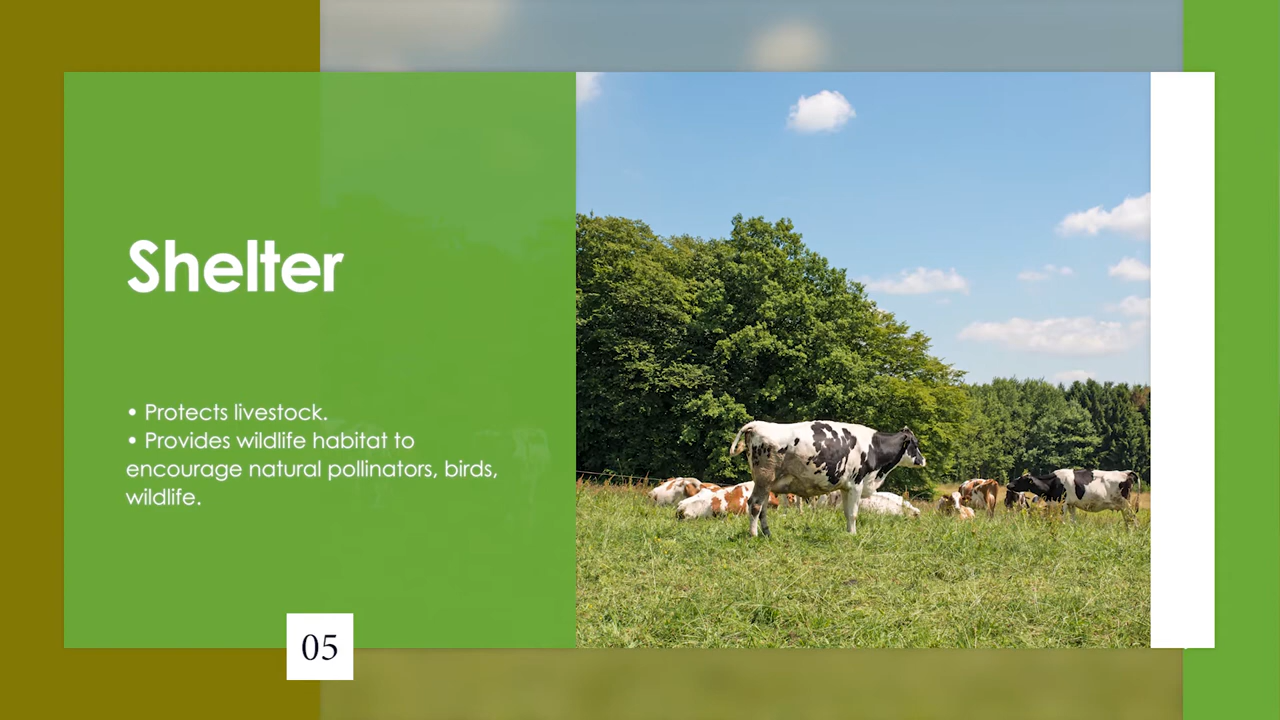 Shelter
• Protects livestock.
• Provides wildlife habitat to
encourage natural pollinators, birds,
wildlife.
05